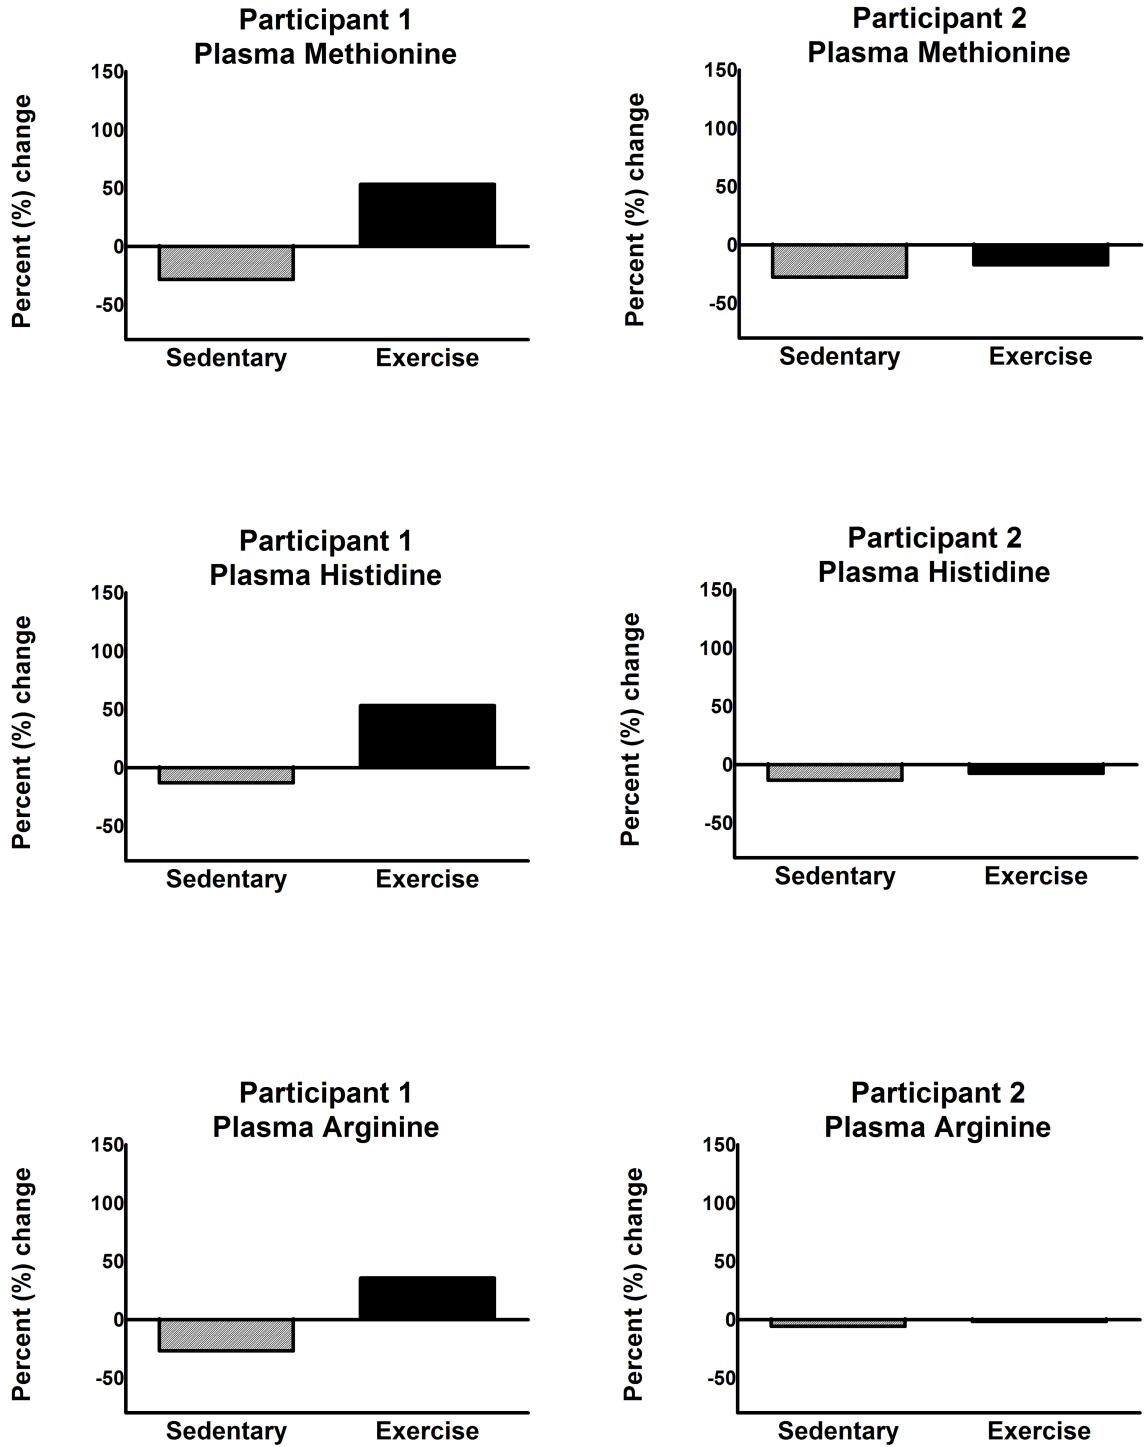 Participant 1
Plasma Methionine
Percent (%) change
150
100
50
0
-50
Sedentary
Exercise
Participant 2
Plasma Methionine
Percent (%) change
150
100
50
0
-50
Sedentary
Exercise
Participant 1
Plasma Histidine
Percent (%) change
150
100
50
0
-50
Sedentary
Exercise
Participant 2
Plasma Histidine
Percent (%) change
150
100
50
0
-50
Sedentary
Exercise
Participant 1
Plasma Arginine
Percent (%) change
150
100
50
0
-50
Sedentary
Exercise
Participant 2
Plasma Arginine
Percent (%) change
150
100
50
0
-50
Sedentary
Exercise